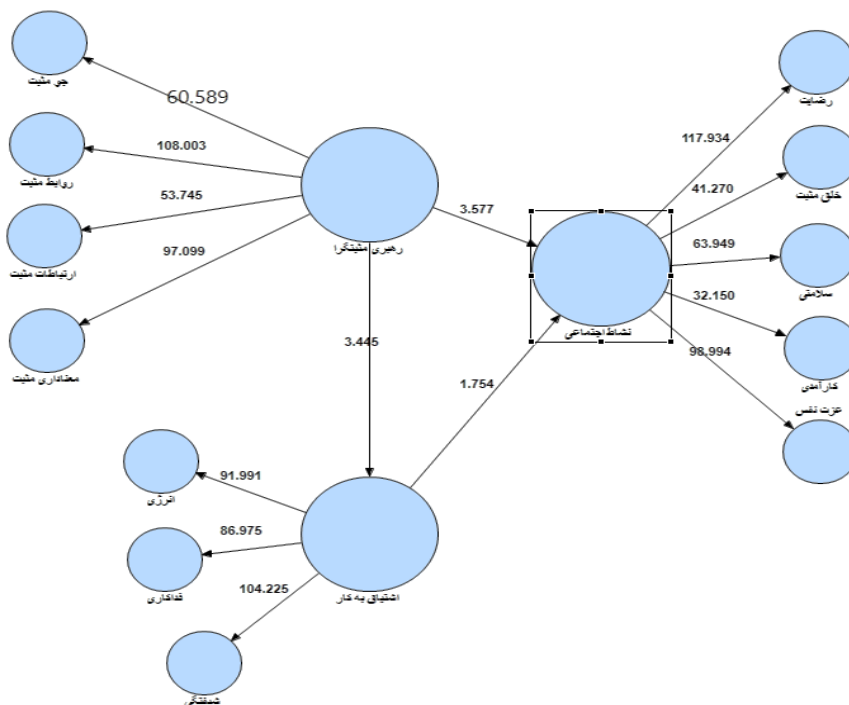 جو مثبت
60.589
روابط مثبت
108.003
ارتباطات مثبت
53.745
معناداری مثبت
97.099
رهبری مثبتگرا
3.577
3.445
رضایت
117.934
خلق مثبت
41.270
سلامتی
63.949
کارآمدی
32.150
عزت نفس
98.994
نشاط اجتماعی
1.754
انرژی
91.991
فداکاری
86.975
شیفتگی
104.225
اشتیاق به کار